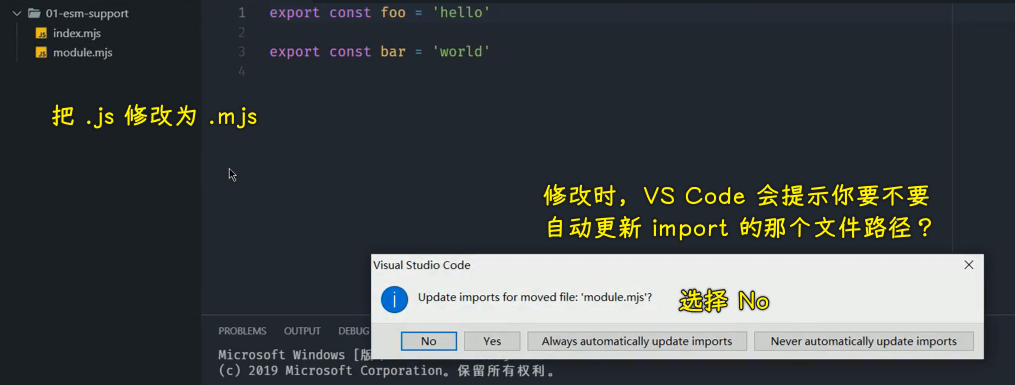 01-esm-support
index.mjs
module.mjs
1 export const foo = 'hello'
2
3 export const bar = 'world'
4
把 .js 修改为 .mjs
修改时，VS Code 会提示你要不要
自动更新 import 的那个文件路径？
Visual Studio Code
Update imports for moved file: 'module.mjs'?
选择 No
No Yes Always automatically update imports Never automatically update imports
PROBLEMS OUTPUT DEBUG
Microsoft Windows [版
(c) 2019 Microsoft Corporation。保留所有权利。